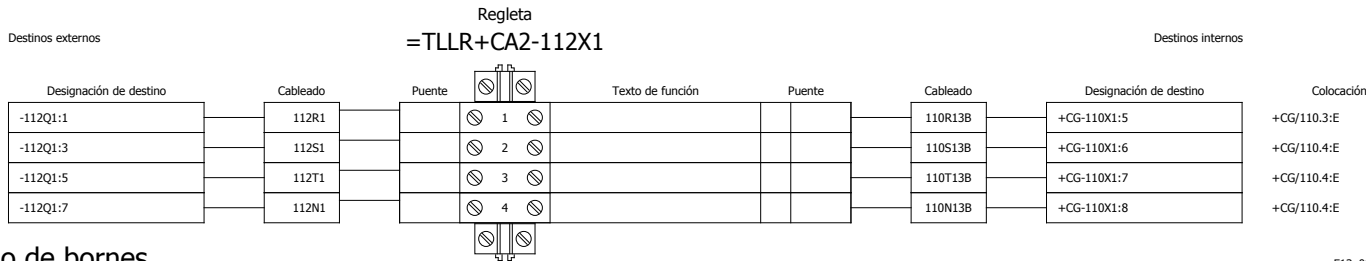 Regleta
Destinos externos =TLLR+CA2-112X1 Destinos internos
Designación de destino Cableado Puente Texto de función Puente Cableado Designación de destino Colocación
-112Q1:1 112R1 1 110R13B +CG-110X1:5 +CG/110.3:E
-112Q1:3 112S1 2 110S13B +CG-110X1:6 +CG/110.4:E
-112Q1:5 112T1 3 110T13B +CG-110X1:7 +CG/110.4:E
-112Q1:7 112N1 4 110N13B +CG-110X1:8 +CG/110.4:E
o de bornes